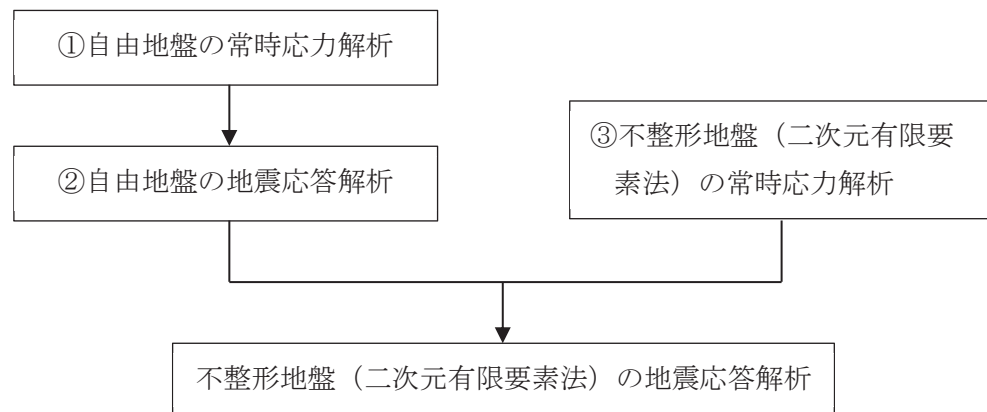 ①自由地盤の常時応力解析
②自由地盤の地震応答解析
③不整形地盤（二次元有限要
素法）の常時応力解析
不整形地盤（二次元有限要素法）の地震応答解析